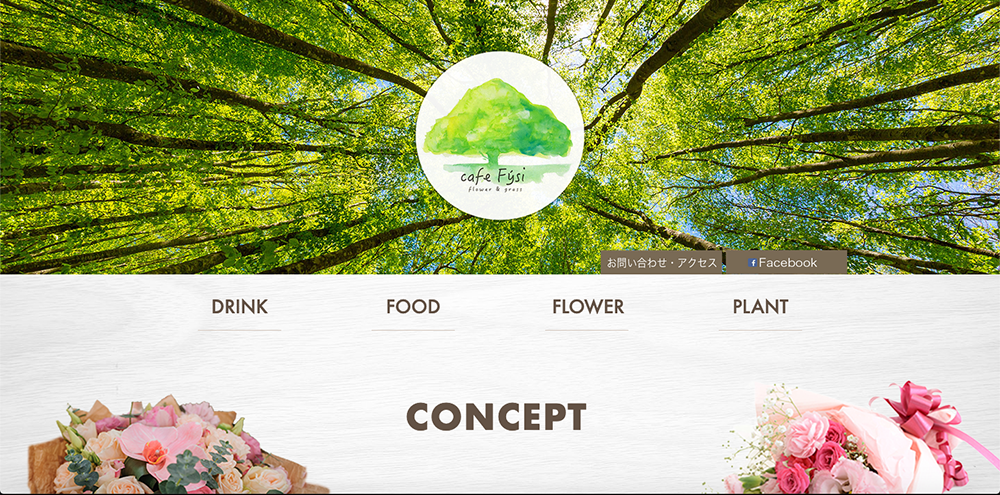 cafe Fýsi
flower & grass
お問い合わせ・アクセス
Facebook
DRINK
FOOD
FLOWER
PLANT
CONCEPT